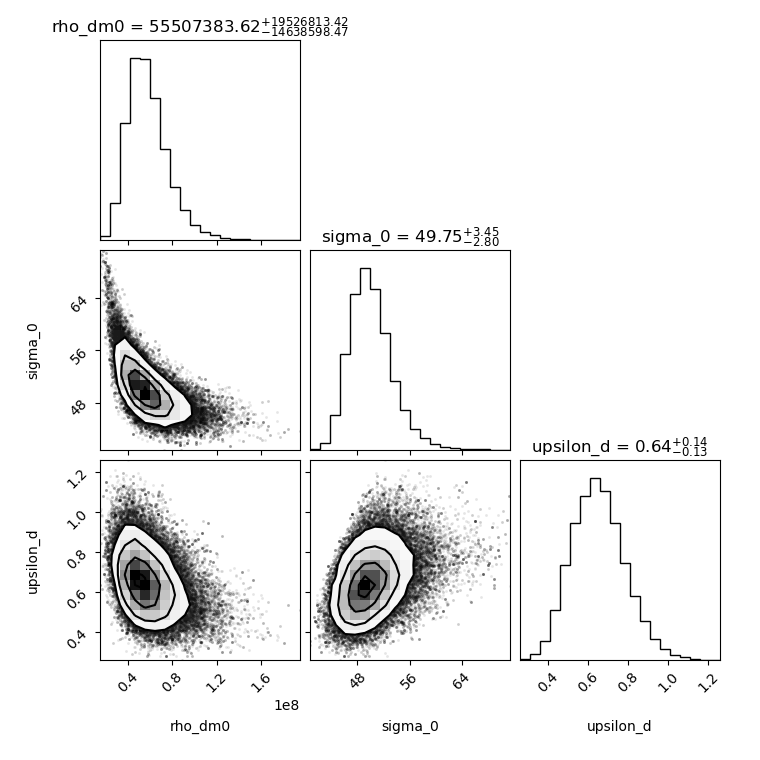 rho_dm0 = 55507383.62+19526813.42
−14638598.47
sigma_0 = 49.75+3.45
−2.80
sigma_0
64
56
48
upsilon_d = 0.64+0.14
−0.13
upsilon_d
1.2
1.0
0.8
0.6
0.4
0.4 0.8 1.2 1.6
1e8
rho_dm0
48 56 64
sigma_0
0.4 0.6 0.8 1.0 1.2
upsilon_d